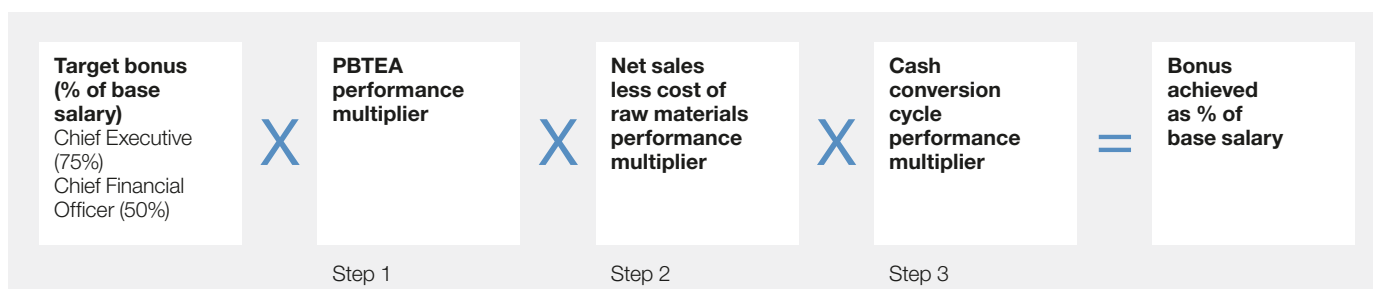 Target bonus
(% of base
salary)
Chief Executive
(75%)
Chief Financial
Officer (50%)
X
PBTEA
performance
multiplier
X
Net sales
less cost of
raw materials
performance
multiplier
X
Cash
conversion
cycle
performance
multiplier
=
Bonus
achieved
as % of
base salary
Step 1
Step 2
Step 3